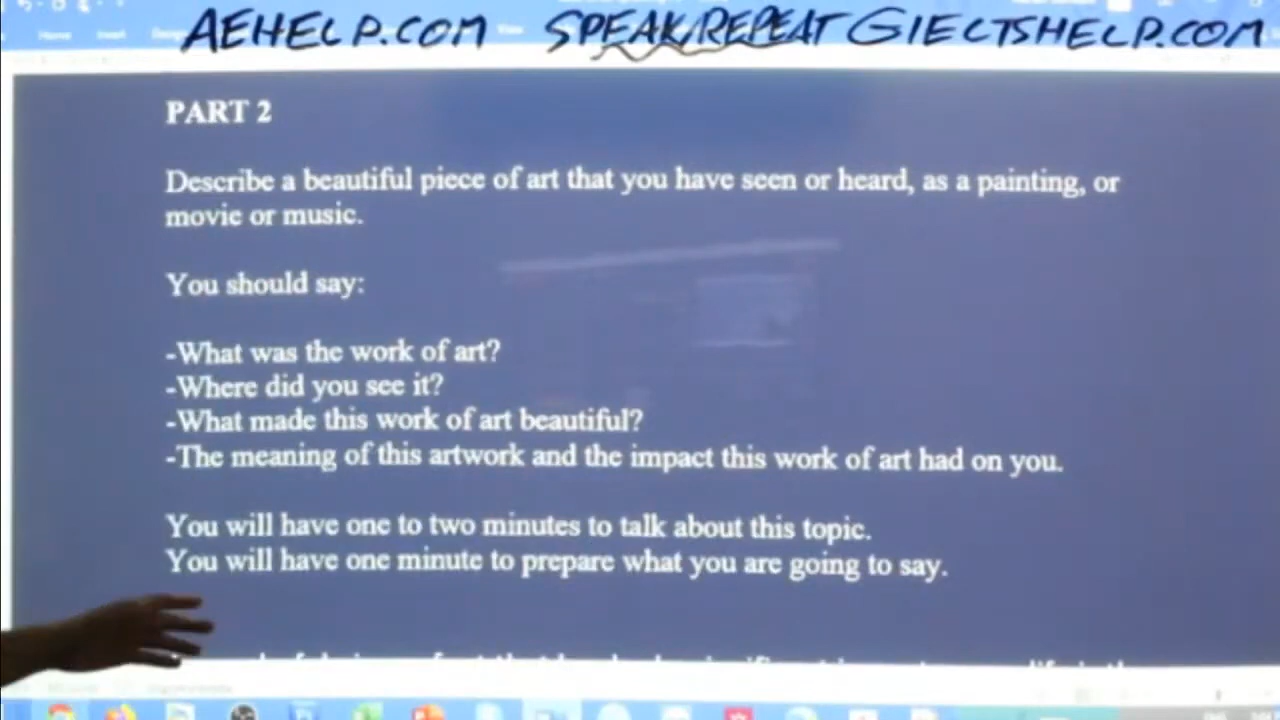 AEHELP.COM SPEAK/REPEAT GIELTSHELP.COM
Home Insert
PART 2
Describe a beautiful piece of art that you have seen or heard, as a painting, or
movie or music.
You should say:
-What was the work of art?
-Where did you see it?
-What made this work of art beautiful?
-The meaning of this artwork and the impact this work of art had on you.
You will have one to two minutes to talk about this topic.
You will have one minute to prepare what you are going to say.